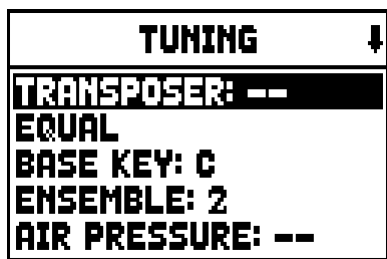 TUNING
TRANSPOSER: --
EQUAL
BASE KEY: C
ENSEMBLE: 2
AIR PRESSURE: --